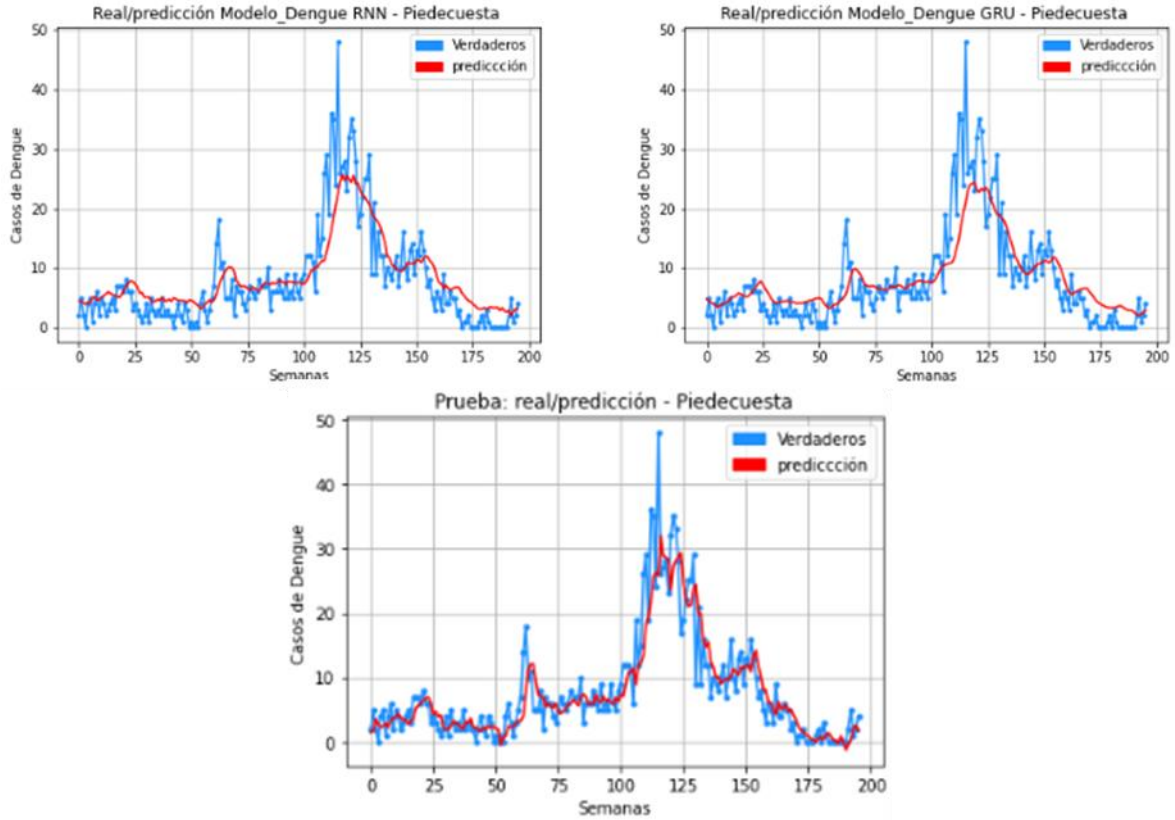 Real/predicción Modelo_Dengue RNN - Piedecuesta
50
40
30
20
10
0
Casos de Dengue
Verdaderos
prediccción
0 25 50 75 100 125 150 175 200
Semanas
Real/predicción Modelo_Dengue GRU - Piedecuesta
50
40
30
20
10
0
Casos de Dengue
Verdaderos
prediccción
0 25 50 75 100 125 150 175 200
Semanas
Prueba: real/predicción - Piedecuesta
50
40
30
20
10
0
Casos de Dengue
Verdaderos
prediccción
0 25 50 75 100 125 150 175 200
Semanas